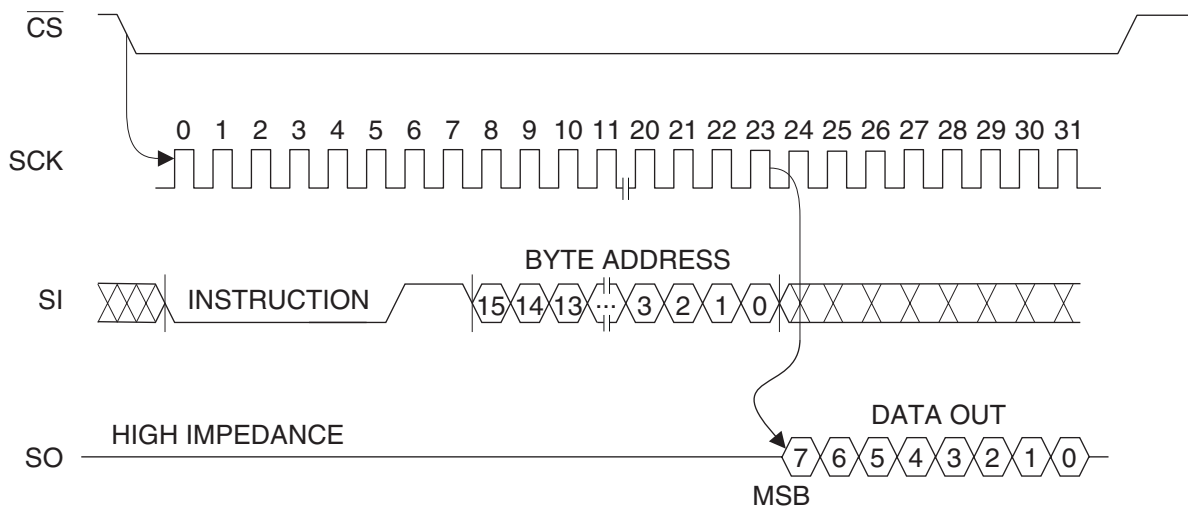 CS
0 1 2 3 4 5 6 7 8 9 10 11 20 21 22 23 24 25 26 27 28 29 30 31
SCK
BYTE ADDRESS
SI INSTRUCTION 15 14 13 ... 3 2 1 0
DATA OUT
HIGH IMPEDANCE
SO 7 6 5 4 3 2 1 0
MSB